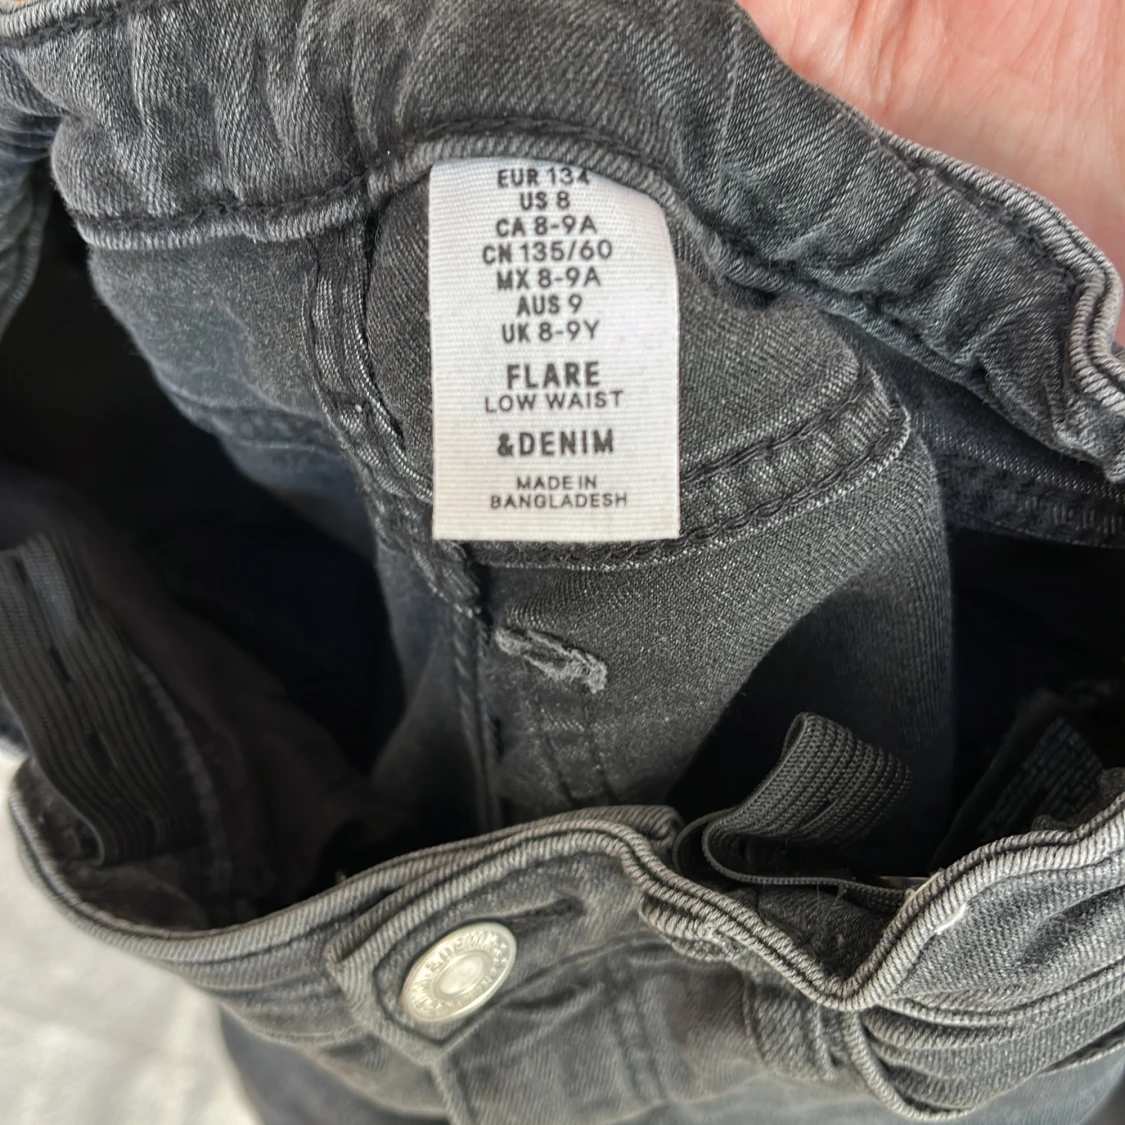 EUR 134
US 8
CA 8-9A
CN 135/60
MX 8-9A
AUS 9
UK 8-9Y
FLARE
LOW WAIST
&DENIM
MADE IN
BANGLADESH
&DENIM